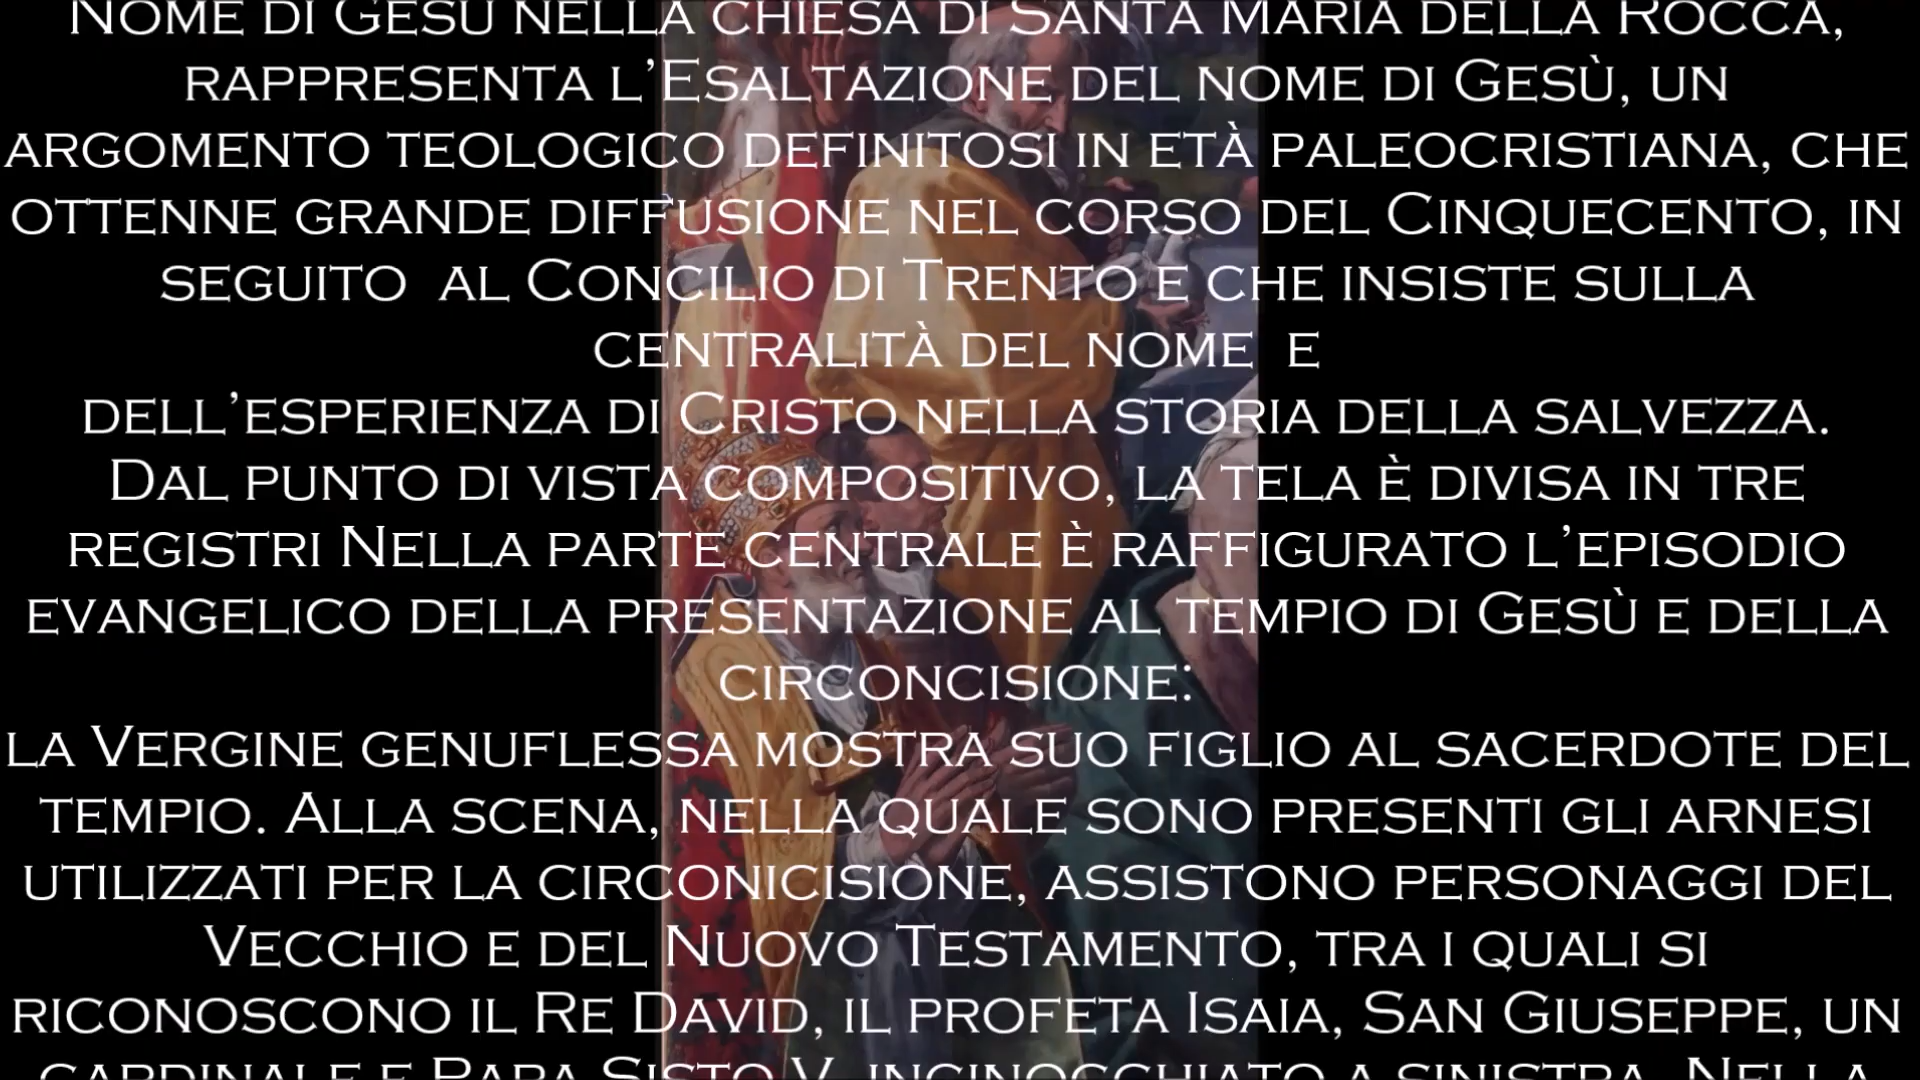 Nome di Gesù nella chiesa di Santa Maria della Rocca,
rappresenta l’Esaltazione del nome di Gesù, un
argomento teologico definitosi in età paleocristiana, che
ottenne grande diffusione nel corso del Cinquecento, in
seguito al Concilio di Trento e che insiste sulla
centralità del nome e
dell’esperienza di Cristo nella storia della salvezza.
Dal punto di vista compositivo, la tela è divisa in tre
registri Nella parte centrale è raffigurato l’episodio
evangelico della presentazione al tempio di Gesù e della
circoncisione:
la Vergine genuflessa mostra suo figlio al sacerdote del
tempio. Alla scena, nella quale sono presenti gli arnesi
utilizzati per la circonicisione, assistono personaggi del
Vecchio e del Nuovo Testamento, tra i quali si
riconoscono il Re David, il profeta Isaia, San Giuseppe, un
cardinale e Papa Sisto V, incinocchiato a sinistra. Nella